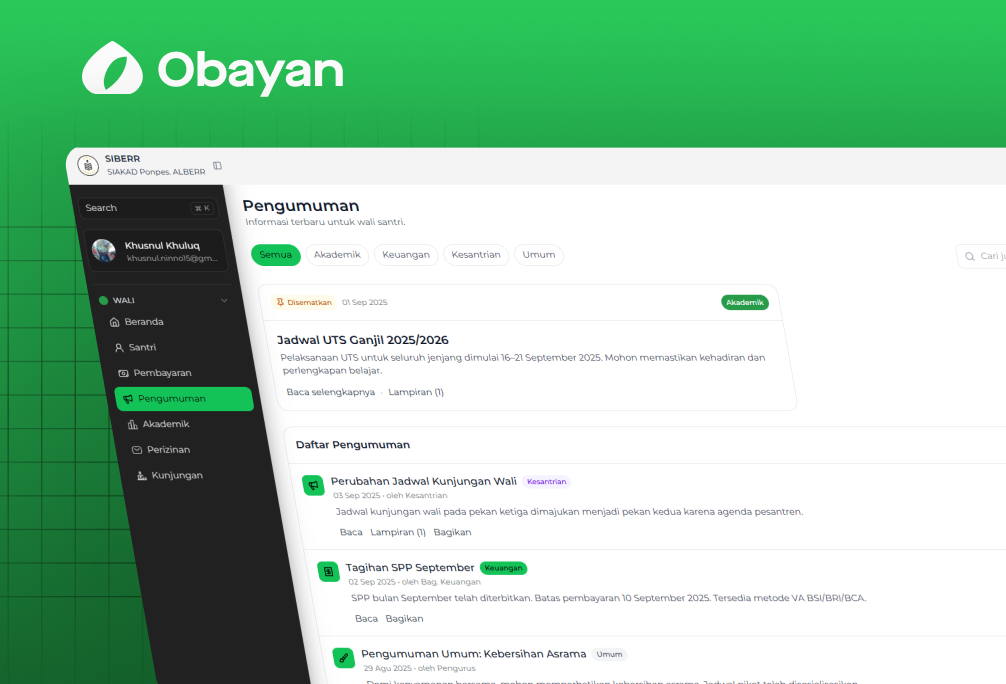 Obayan
SIBERR
SIAKAD Ponpes. ALBERR
Search
⌘ K
Khusnul Khuluq
khusnul.ninno15@gm...
WALI
Beranda
Santri
Pembayaran
Pengumuman
Akademik
Perizinan
Kunjungan
Pengumuman
Informasi terbaru untuk wali santri.
Semua Akademik Keuangan Kesantrian Umum
Cari ju
Disematkan 01 Sep 2025 Akademik
Jadwal UTS Ganjil 2025/2026
Pelaksanaan UTS untuk seluruh jenjang dimulai 16–21 September 2025. Mohon memastikan kehadiran dan
perlengkapan belajar.
Baca selengkapnya · Lampiran (1)
Daftar Pengumuman
Perubahan Jadwal Kunjungan Wali Kesantrian
03 Sep 2025 • oleh Kesantrian
Jadwal kunjungan wali pada pekan ketiga dimajukan menjadi pekan kedua karena agenda pesantren.
Baca Lampiran (1) Bagikan
Tagihan SPP September Keuangan
02 Sep 2025 • oleh Bag. Keuangan
SPP bulan September telah diterbitkan. Batas pembayaran 10 September 2025. Tersedia metode VA BSI/BRI/BCA.
Baca Bagikan
Pengumuman Umum: Kebersihan Asrama Umum
29 Agu 2025 • oleh Pengurus